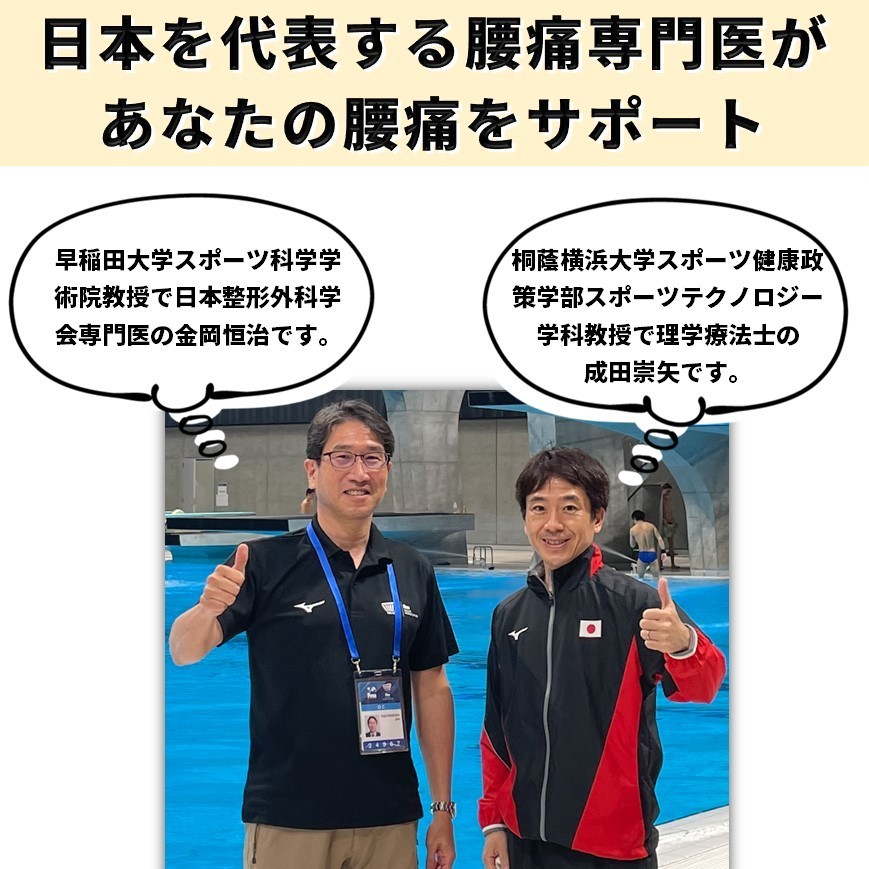 日本を代表する腰痛専門医が
あなたの腰痛をサポート
早稲田大学スポーツ科学学
術院教授で日本整形外科学
会専門医の金岡恒治です。
桐蔭横浜大学スポーツ健康政
策学部スポーツテクノロジー
学科教授で理学療法士の
成田崇矢です。